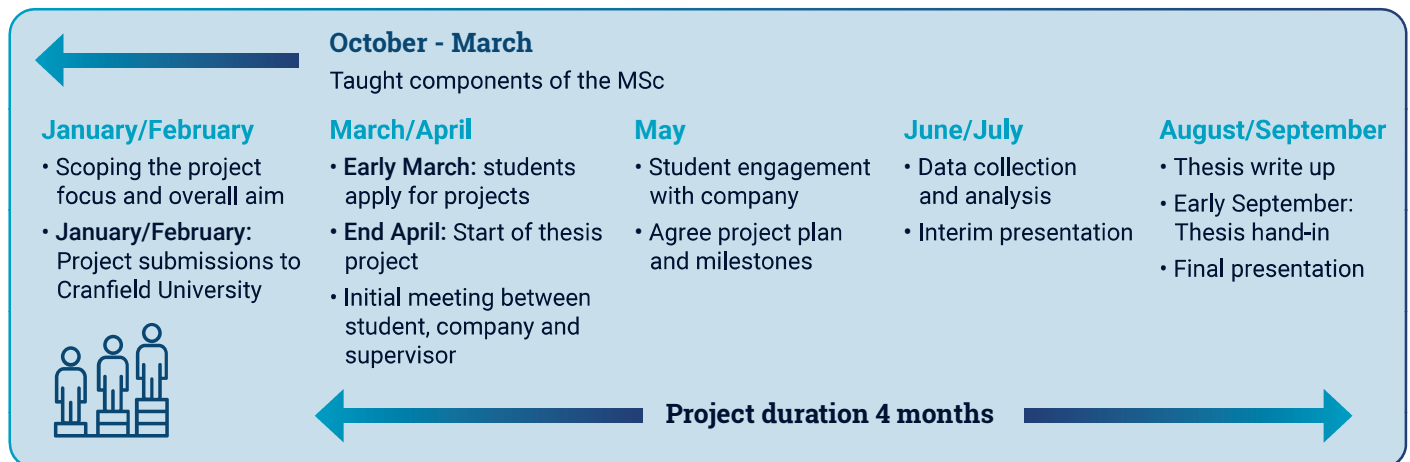 October - March
Taught components of the MSc
January/February
• Scoping the project
focus and overall aim
• January/February:
Project submissions to
Cranfield University
March/April
• Early March: students
apply for projects
• End April: Start of thesis
project
• Initial meeting between
student, company and
supervisor
May
• Student engagement
with company
• Agree project plan
and milestones
June/July
• Data collection
and analysis
• Interim presentation
August/September
• Thesis write up
• Early September:
Thesis hand-in
• Final presentation
Project duration 4 months